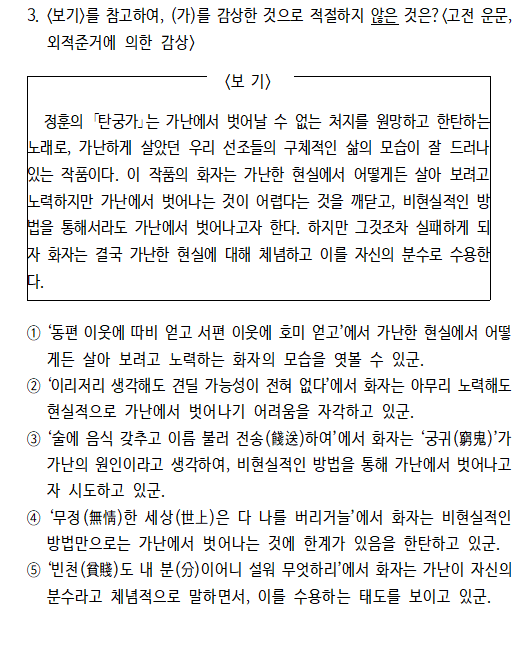 3. 〈보기〉를 참고하여, (가)를 감상한 것으로 적절하지 않은 것은?〈고전 운문,
외적준거에 의한 감상〉
〈보 기〉
정훈의 「탄궁가」는 가난에서 벗어날 수 없는 처지를 원망하고 한탄하는
노래로, 가난하게 살았던 우리 선조들의 구체적인 삶의 모습이 잘 드러나
있는 작품이다. 이 작품의 화자는 가난한 현실에서 어떻게든 살아 보려고
노력하지만 가난에서 벗어나는 것이 어렵다는 것을 깨닫고, 비현실적인 방
법을 통해서라도 가난에서 벗어나고자 한다. 하지만 그것조차 실패하게 되
자 화자는 결국 가난한 현실에 대해 체념하고 이를 자신의 분수로 수용한
다.
① ‘동편 이웃에 따비 얻고 서편 이웃에 호미 얻고’에서 가난한 현실에서 어떻
게든 살아 보려고 노력하는 화자의 모습을 엿볼 수 있군.
② ‘이리저리 생각해도 견딜 가능성이 전혀 없다’에서 화자는 아무리 노력해도
현실적으로 가난에서 벗어나기 어려움을 자각하고 있군.
③ ‘술에 음식 갖추고 이름 불러 전송(餞送)하여’에서 화자는 ‘궁귀(窮鬼)’가
가난의 원인이라고 생각하여, 비현실적인 방법을 통해 가난에서 벗어나고
자 시도하고 있군.
④ ‘무정(無情)한 세상(世上)은 다 나를 버리거늘’에서 화자는 비현실적인
방법만으로는 가난에서 벗어나는 것에 한계가 있음을 한탄하고 있군.
⑤ ‘빈천(貧賤)도 내 분(分)이어니 설워 무엇하리’에서 화자는 가난이 자신의
분수라고 체념적으로 말하면서, 이를 수용하는 태도를 보이고 있군.